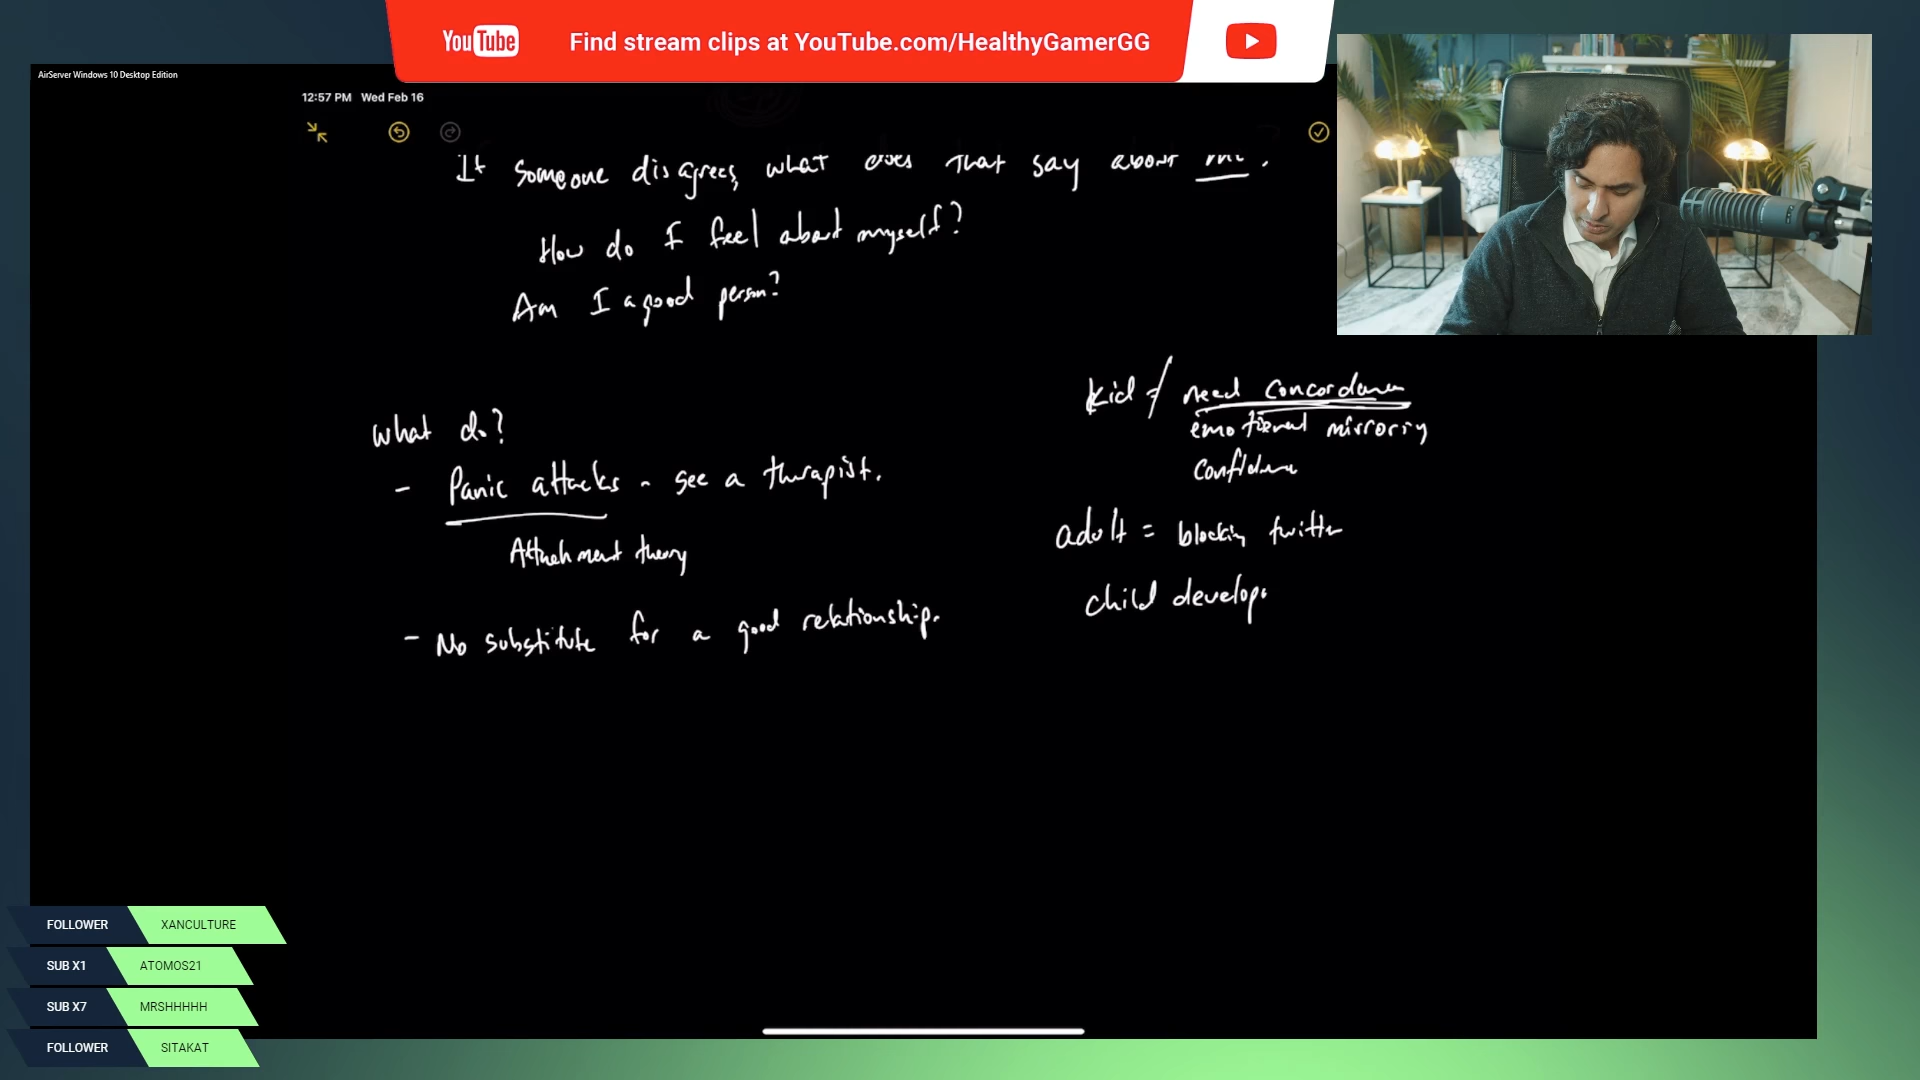 YouTube Find stream clips at YouTube.com/HealthyGamerGG
AirServer Windows 10 Desktop Edition
12:57 PM Wed Feb 16
If someone disagrees, what does that say about me.
How do I feel about myself?
Am I a good person?
What do?
- Panic attacks - see a therapist.
Attachment theory
- No substitute for a good relationship.
kid ≠ need concordance
emotional mirroring
confidence
adult = blocking twitter
child develop
FOLLOWER XANCULTURE
SUB X1 ATOMOS21
SUB X7 MRSHHHHH
FOLLOWER SITAKAT